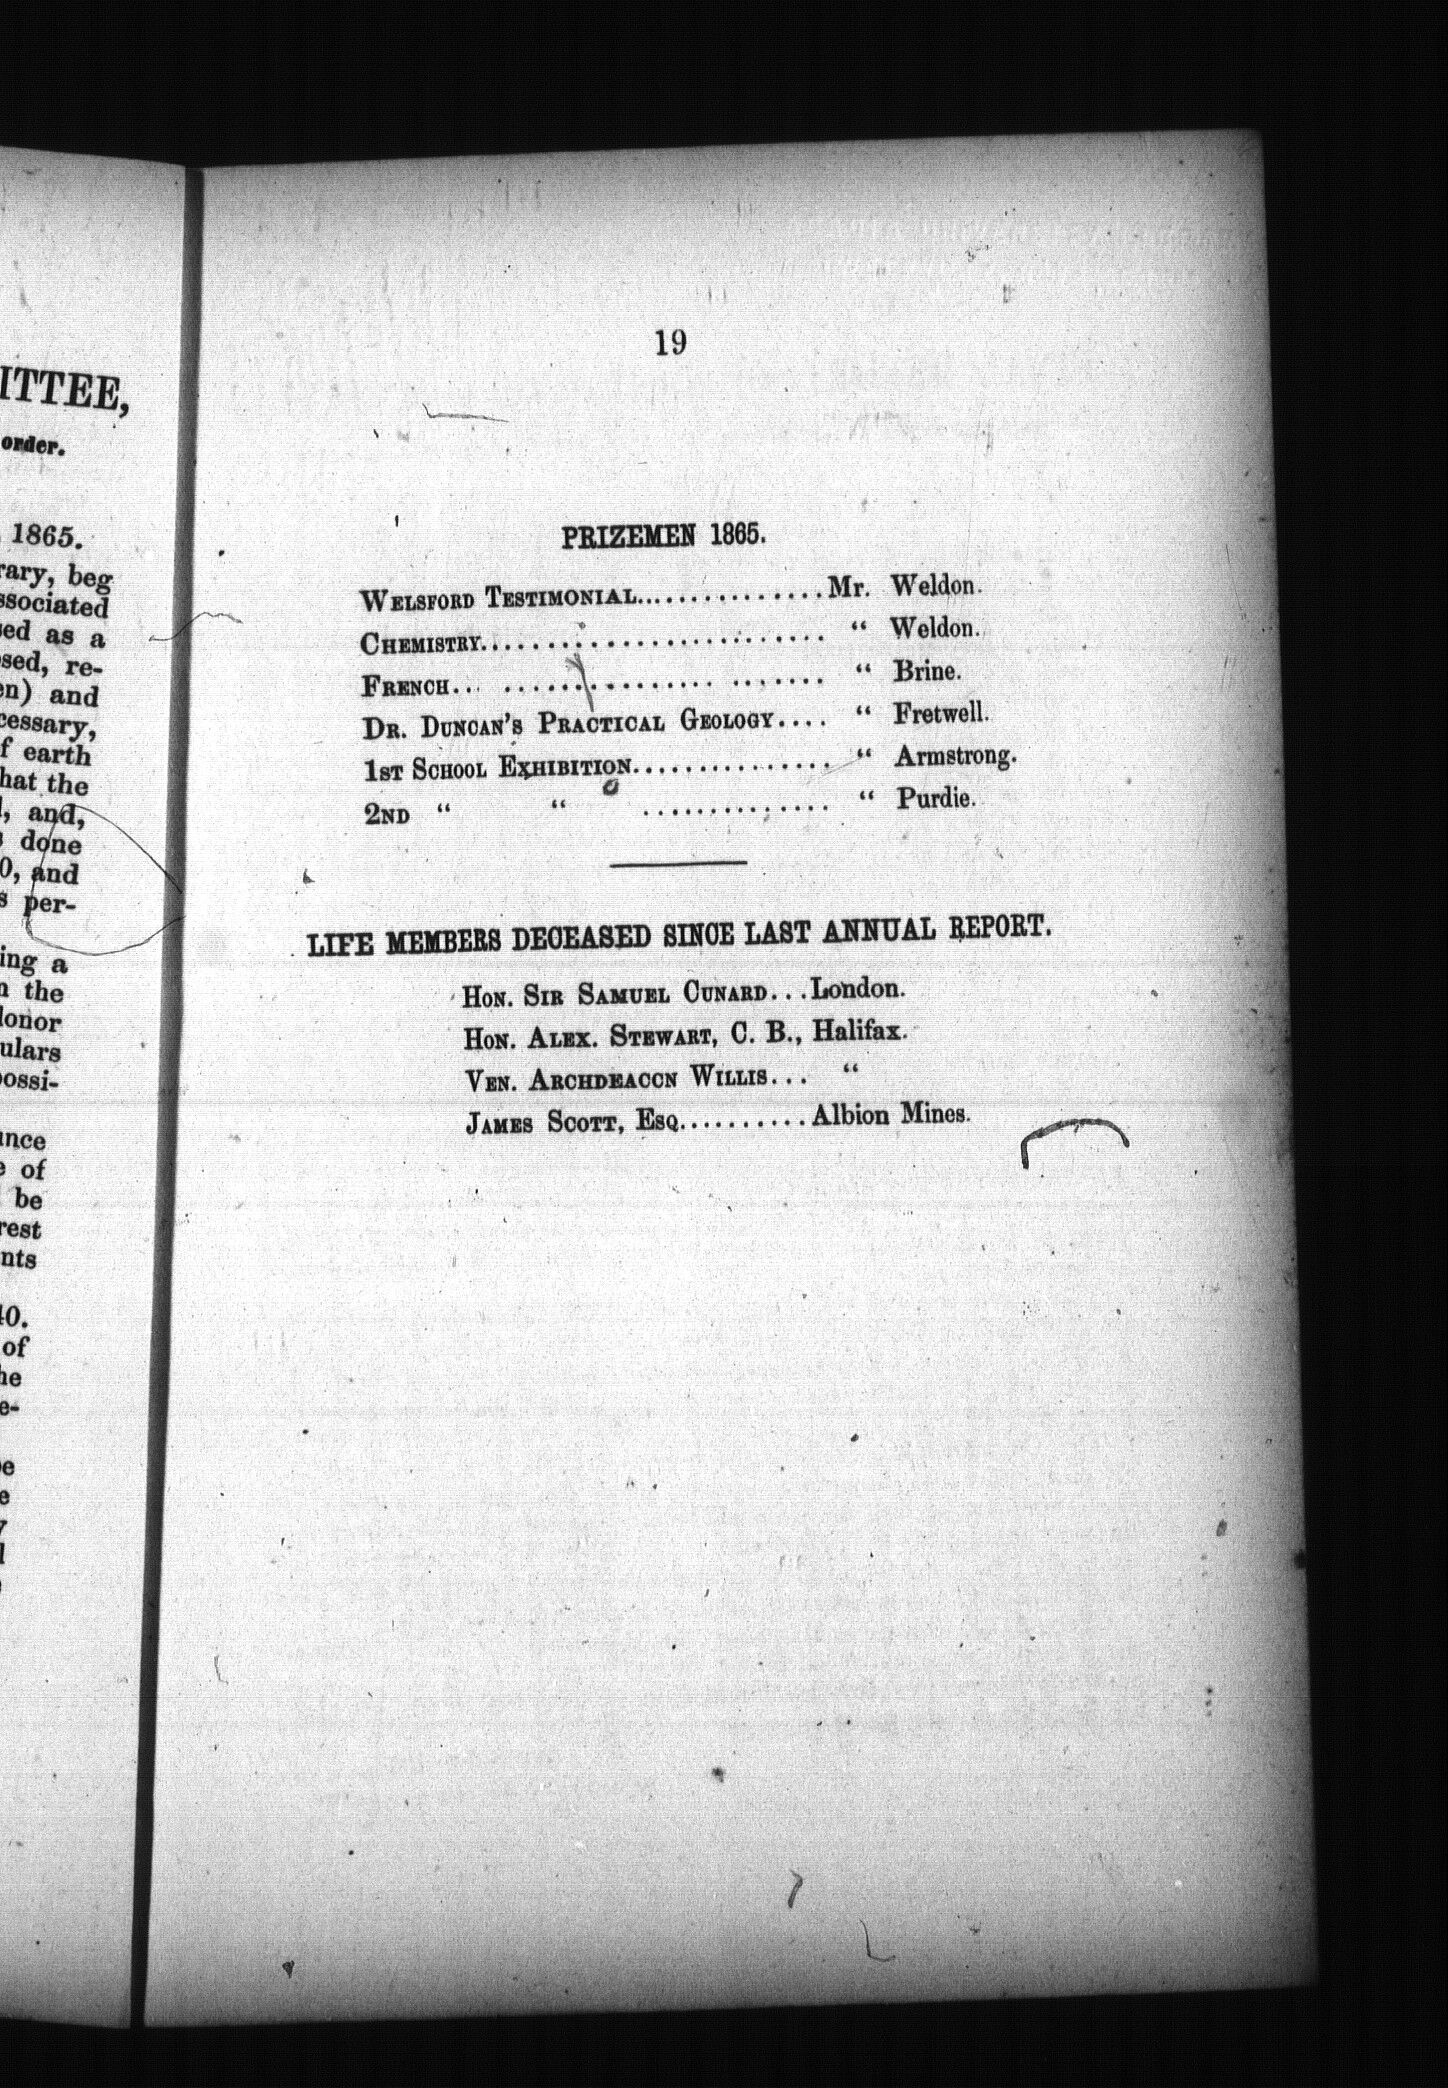 ITTEE,
order.
1865.
rary, beg
ssociated
sed as a
sed, re-
en) and
cessary,
f earth
hat the
, and,
done
0, and
s per-
ing a
n the
donor
ulars
possi-
ance
of
be
rest
nts
40.
of
he
e-
19
PRIZEMEN 1865.
WELSFORD TESTIMONIAL.............. Mr. Weldon.
CHEMISTRY.......................... " Weldon.
FRENCH... ................ ....... " Brine.
DR. DUNCAN'S PRACTICAL GEOLOGY.... " Fretwell.
1ST SCHOOL EXHIBITION............... " Armstrong.
2ND " " .............. " Purdie.
LIFE MEMBERS DECEASED SINCE LAST ANNUAL REPORT.
HON. SIR SAMUEL CUNARD...London.
HON. ALEX. STEWART, C. B., Halifax.
VEN. ARCHDEACON WILLIS... "
JAMES SCOTT, ESQ..........Albion Mines.